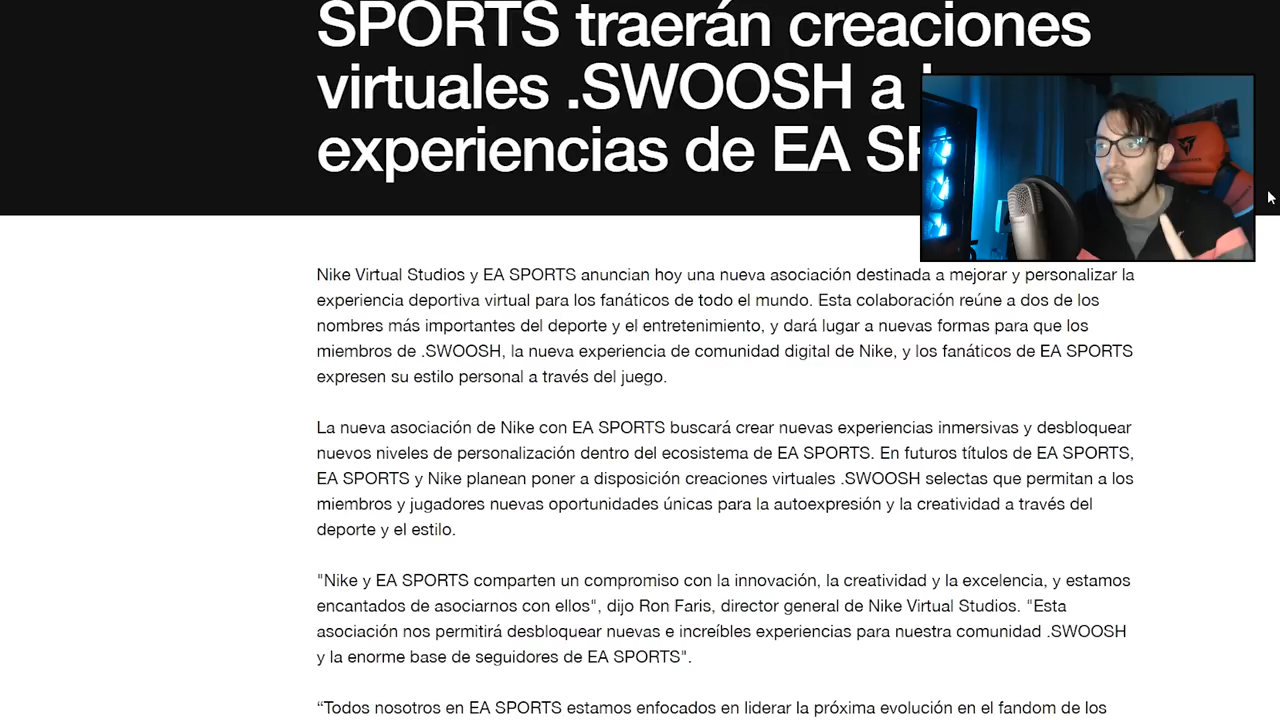 SPORTS traerán creaciones
virtuales .SWOOSH a
experiencias de EA
Nike Virtual Studios y EA SPORTS anuncian hoy una nueva asociación destinada a mejorar y personalizar la
experiencia deportiva virtual para los fanáticos de todo el mundo. Esta colaboración reúne a dos de los
nombres más importantes del deporte y el entretenimiento, y dará lugar a nuevas formas para que los
miembros de .SWOOSH, la nueva experiencia de comunidad digital de Nike, y los fanáticos de EA SPORTS
expresen su estilo personal a través del juego.
La nueva asociación de Nike con EA SPORTS buscará crear nuevas experiencias inmersivas y desbloquear
nuevos niveles de personalización dentro del ecosistema de EA SPORTS. En futuros títulos de EA SPORTS,
EA SPORTS y Nike planean poner a disposición creaciones virtuales .SWOOSH selectas que permitan a los
miembros y jugadores nuevas oportunidades únicas para la autoexpresión y la creatividad a través del
deporte y el estilo.
"Nike y EA SPORTS comparten un compromiso con la innovación, la creatividad y la excelencia, y estamos
encantados de asociarnos con ellos", dijo Ron Faris, director general de Nike Virtual Studios. "Esta
asociación nos permitirá desbloquear nuevas e increíbles experiencias para nuestra comunidad .SWOOSH
y la enorme base de seguidores de EA SPORTS".
“Todos nosotros en EA SPORTS estamos enfocados en liderar la próxima evolución en el fandom de los